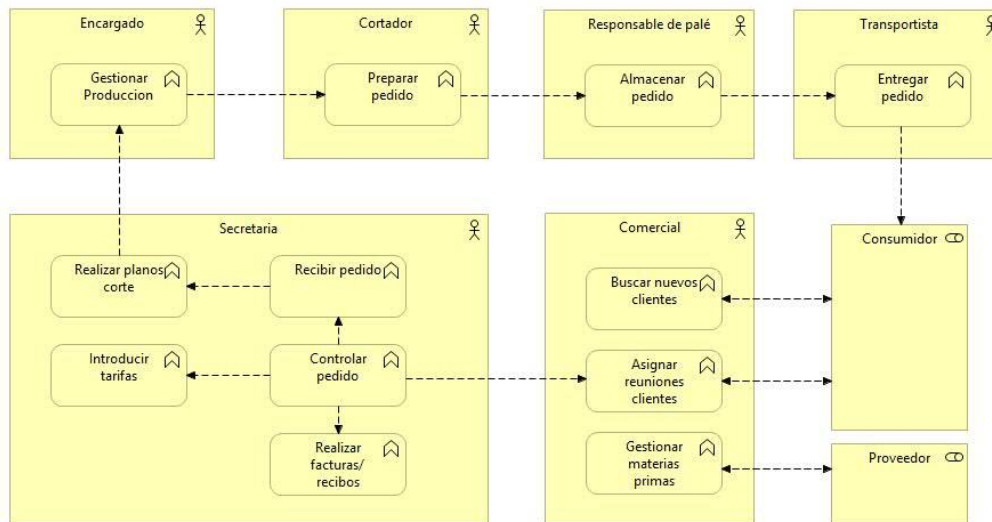 Encargado
Gestionar
Produccion
Cortador
Preparar
pedido
Responsable de palé
Almacenar
pedido
Transportista
Entregar
pedido
Secretaria
Realizar planos
corte
Recibir pedido
Introducir
tarifas
Controlar
pedido
Realizar
facturas/
recibos
Comercial
Buscar nuevos
clientes
Asignar
reuniones
clientes
Gestionar
materias
primas
Consumidor
Proveedor